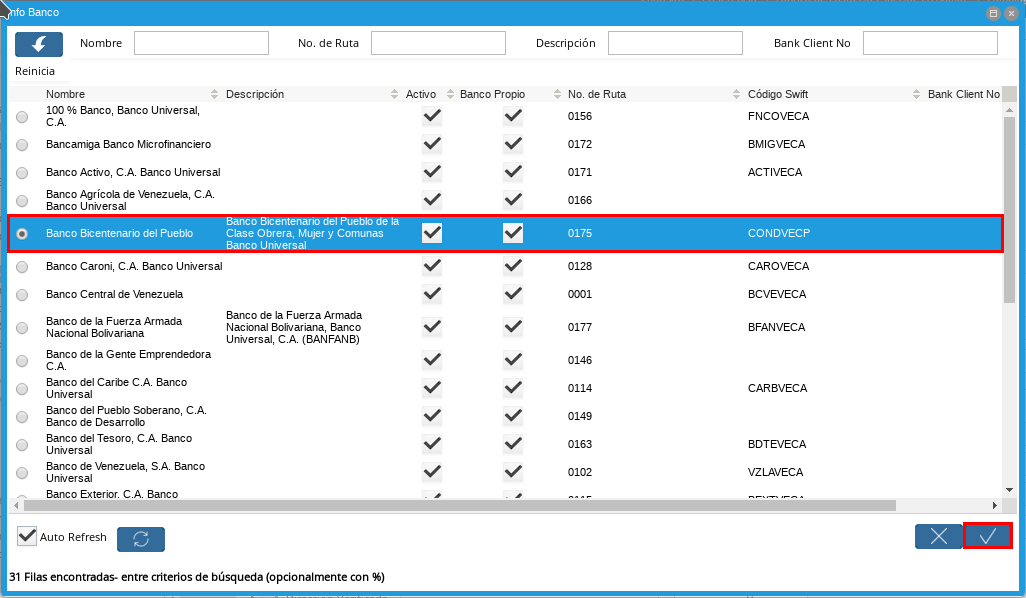 Info Banco
Nombre No. de Ruta Descripción Bank Client No
Reinicia
Nombre Descripción Activo Banco Propio No. de Ruta Código Swift Bank Client No
100 % Banco, Banco Universal,
C.A. 0156 FNCOVECA
Bancamiga Banco Microfinanciero 0172 BMIGVECA
Banco Activo, C.A. Banco Universal 0171 ACTIVECA
Banco Agrícola de Venezuela, C.A.
Banco Universal 0166
Banco Bicentenario del Pueblo de la
Banco Bicentenario del Pueblo Clase Obrera, Mujer y Comunas 0175 CONDVECP
Banco Universal
Banco Caroni, C.A. Banco Universal 0128 CAROVECA
Banco Central de Venezuela 0001 BCVEVECA
Banco de la Fuerza Armada
Nacional Bolivariana
Banco de la Fuerza Armada
Nacional Bolivariana, Banco
Universal, C.A. (BANFANB)
0177 BFANVECA
Banco de la Gente Emprendedora
C.A. 0146
Banco del Caribe C.A. Banco
Universal 0114 CARBVECA
Banco del Pueblo Soberano, C.A.
Banco de Desarrollo 0149
Banco del Tesoro, C.A. Banco
Universal 0163 BDTEVECA
Banco de Venezuela, S.A. Banco
Universal 0102 VZLAVECA
Banco Exterior, C.A. Banco
Auto Refresh
31 Filas encontradas- entre criterios de búsqueda (opcionalmente con %)